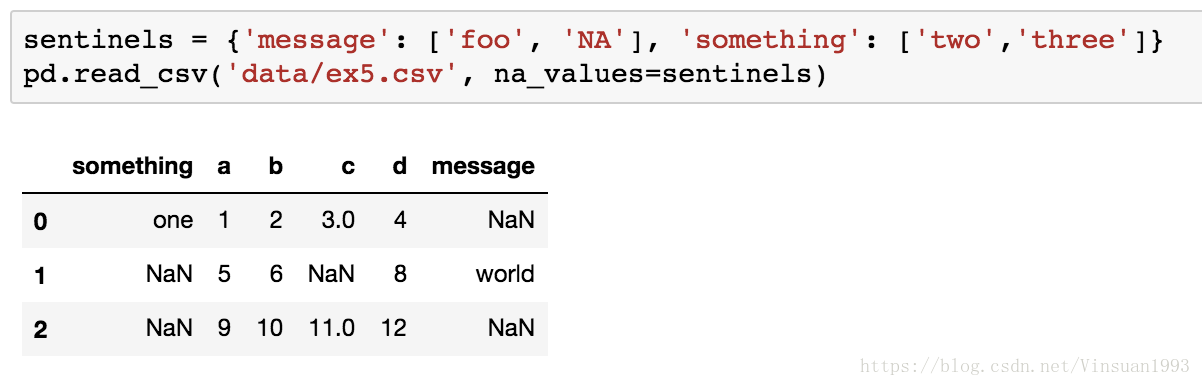 sentinels = {'message': ['foo', 'NA'], 'something': ['two','three']}
pd.read_csv('data/ex5.csv', na_values=sentinels)
something a b c d message
0 one 1 2 3.0 4 NaN
1 NaN 5 6 NaN 8 world
2 NaN 9 10 11.0 12 NaN
https://blog.csdn.net/Vinsuan1993